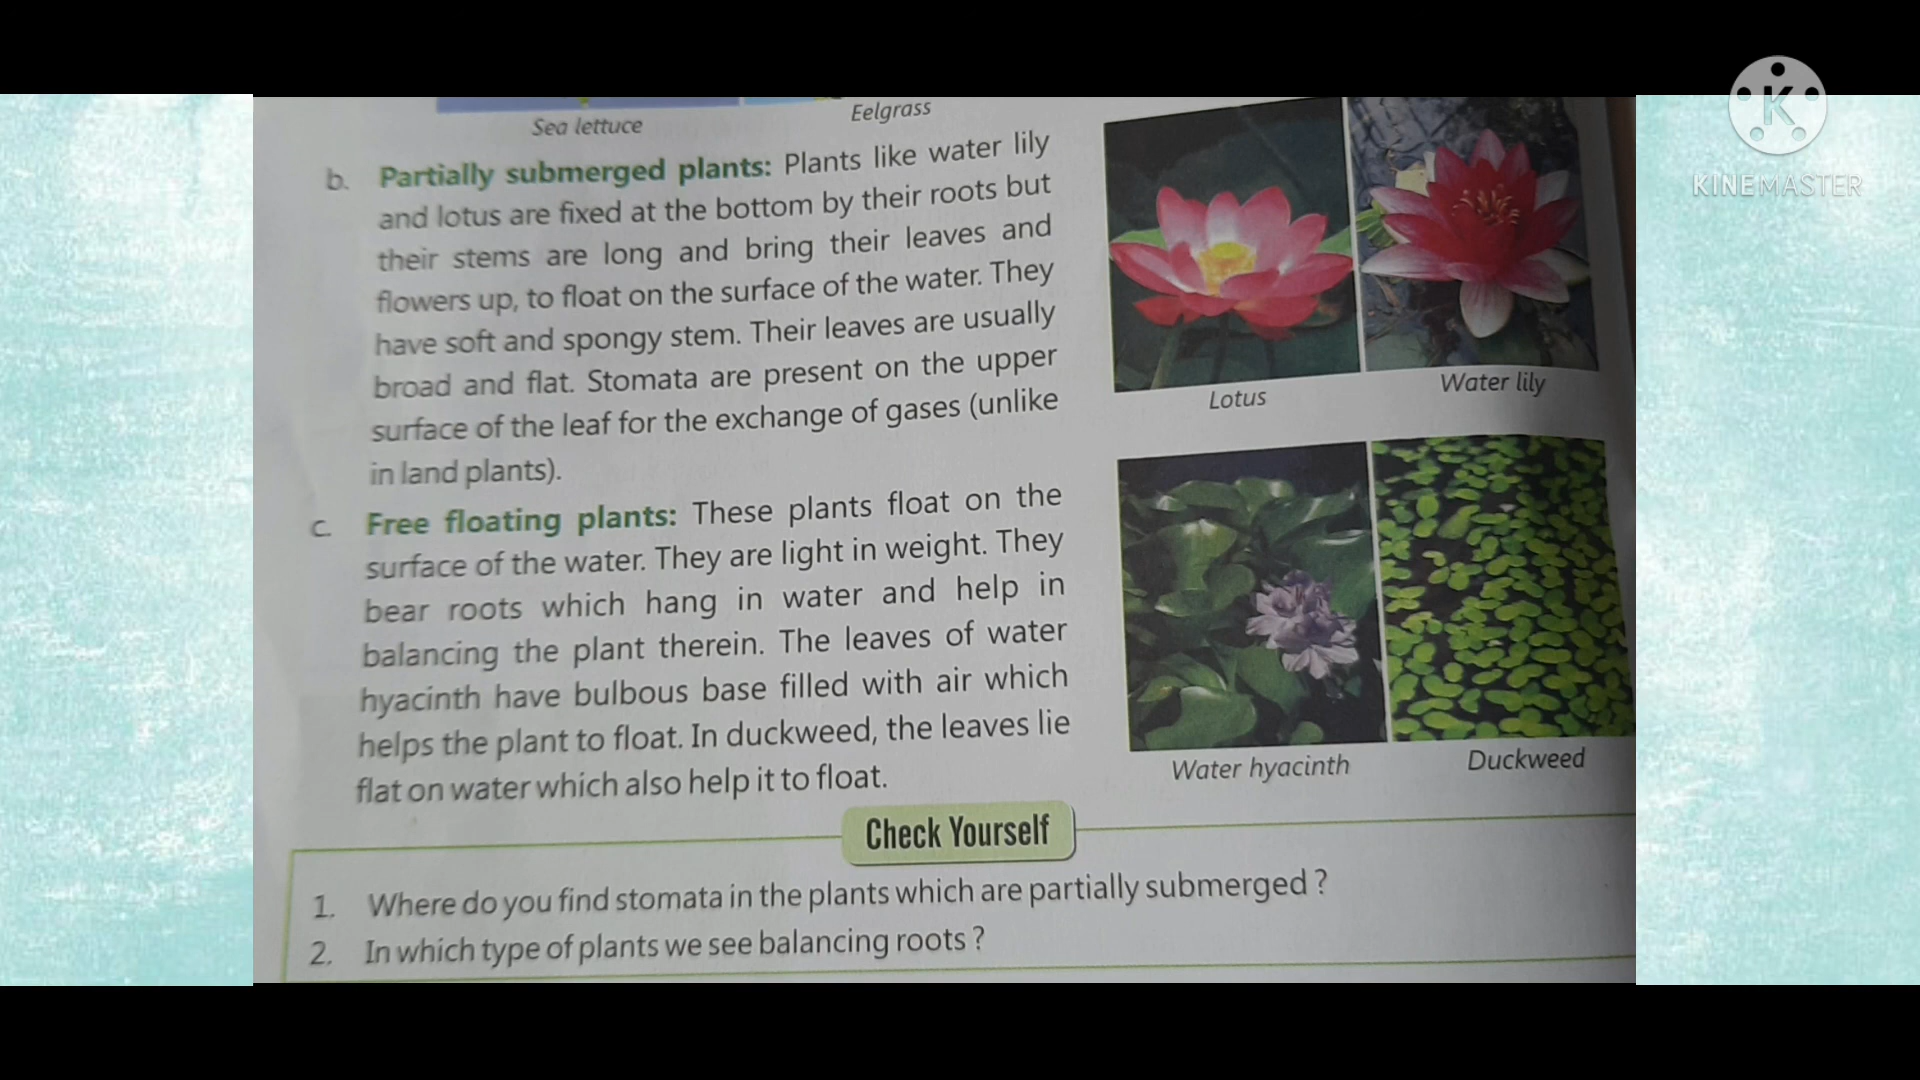 KINEMASTER
Sea lettuce
Eelgrass
b. Partially submerged plants: Plants like water lily
and lotus are fixed at the bottom by their roots but
their stems are long and bring their leaves and
flowers up, to float on the surface of the water. They
have soft and spongy stem. Their leaves are usually
broad and flat. Stomata are present on the upper
surface of the leaf for the exchange of gases (unlike
in land plants).
Lotus
Water lily
c. Free floating plants: These plants float on the
surface of the water. They are light in weight. They
bear roots which hang in water and help in
balancing the plant therein. The leaves of water
hyacinth have bulbous base filled with air which
helps the plant to float. In duckweed, the leaves lie
flat on water which also help it to float.
Water hyacinth
Duckweed
Check Yourself
1. Where do you find stomata in the plants which are partially submerged ?
2. In which type of plants we see balancing roots ?